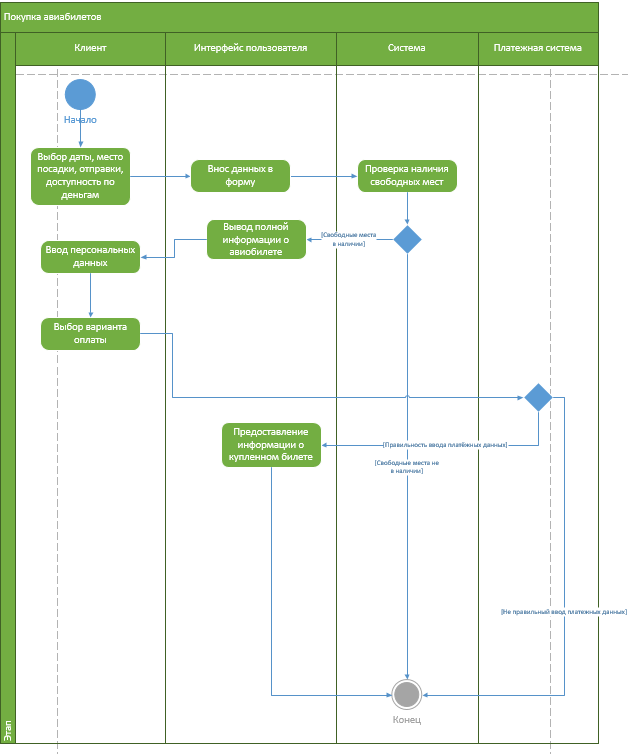 Покупка авиабилетов
Клиент
Интерфейс пользователя
Система
Платежная система
Начало
Выбор даты, место
посадки, отправки,
доступность по
деньгам
Внос данных в
форму
Проверка наличия
свободных мест
Вывод полной
информации о
авиобилете
[Свободные места
в наличии]
Ввод персональных
данных
Выбор варианта
оплаты
Предоставление
информации о
купленном билете
[Правильность ввода платёжных данных]
[Свободные места не
в наличии]
[Не правильный ввод платежных данных]
Конец
Этап